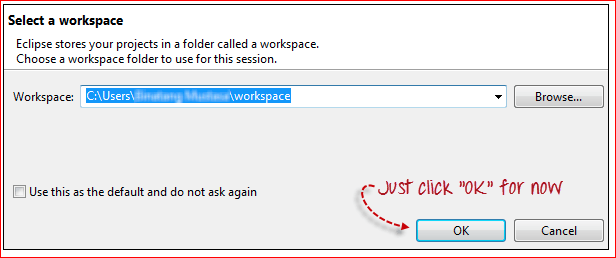 Select a workspace
Eclipse stores your projects in a folder called a workspace.
Choose a workspace folder to use for this session.
Workspace: C:\Users\ \workspace Browse...
Use this as the default and do not ask again
Just click "OK" for now
OK Cancel